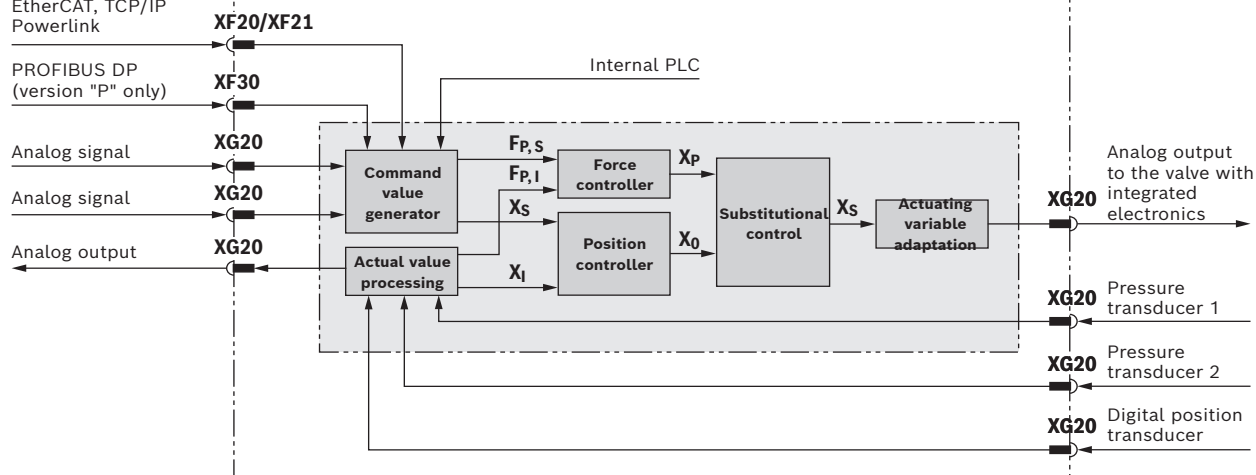 EtherCAT, TCP/IP
Powerlink
XF20/XF21
PROFIBUS DP
(version "P" only)
XF30
Internal PLC
Analog signal
XG20
Analog signal
XG20
Analog output
XG20
Command
value
generator
Actual value
processing
FP, S
FP, I
XS
XI
Force
controller
Position
controller
XP
XO
Substitutional
control
XS
Actuating
variable
adaptation
XG20
Analog output
to the valve with
integrated
electronics
XG20
Pressure
transducer 1
XG20
Pressure
transducer 2
XG20
Digital position
transducer